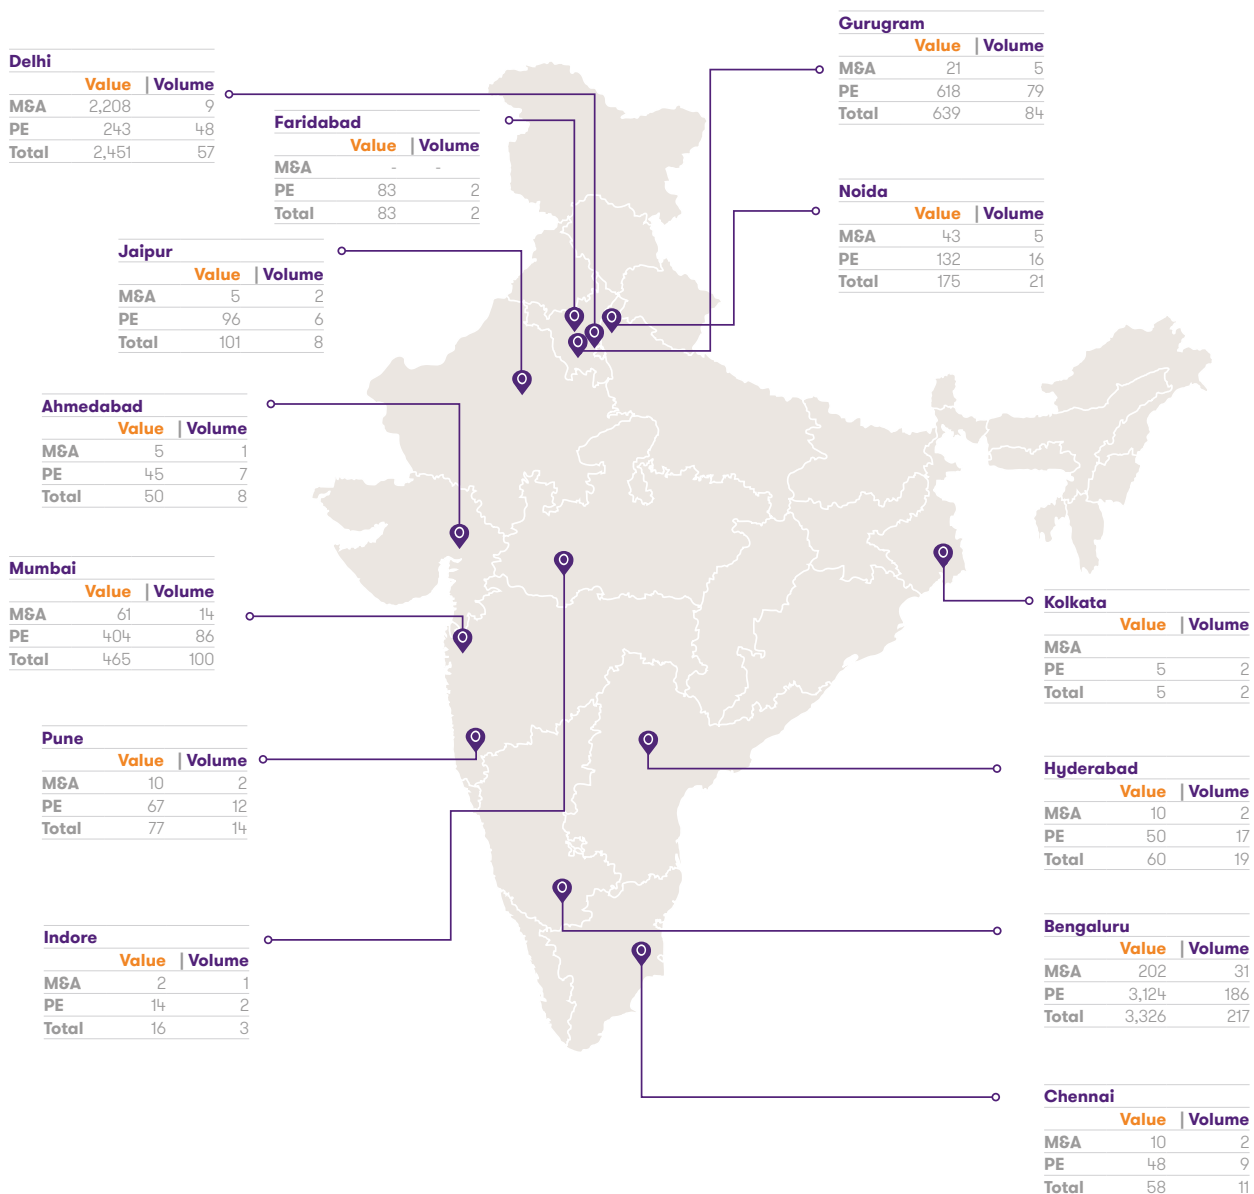 Delhi
Value | Volume
M&A 2,208 9
PE 243 48
Total 2,451 57
Faridabad
Value | Volume
M&A - -
PE 83 2
Total 83 2
Jaipur
Value | Volume
M&A 5 2
PE 96 6
Total 101 8
Ahmedabad
Value | Volume
M&A 5 1
PE 45 7
Total 50 8
Mumbai
Value | Volume
M&A 61 14
PE 404 86
Total 465 100
Pune
Value | Volume
M&A 10 2
PE 67 12
Total 77 14
Indore
Value | Volume
M&A 2 1
PE 14 2
Total 16 3
Gurugram
Value | Volume
M&A 21 5
PE 618 79
Total 639 84
Noida
Value | Volume
M&A 43 5
PE 132 16
Total 175 21
Kolkata
Value | Volume
M&A
PE 5 2
Total 5 2
Hyderabad
Value | Volume
M&A 10 2
PE 50 17
Total 60 19
Bengaluru
Value | Volume
M&A 202 31
PE 3,124 186
Total 3,326 217
Chennai
Value | Volume
M&A 10 2
PE 48 9
Total 58 11